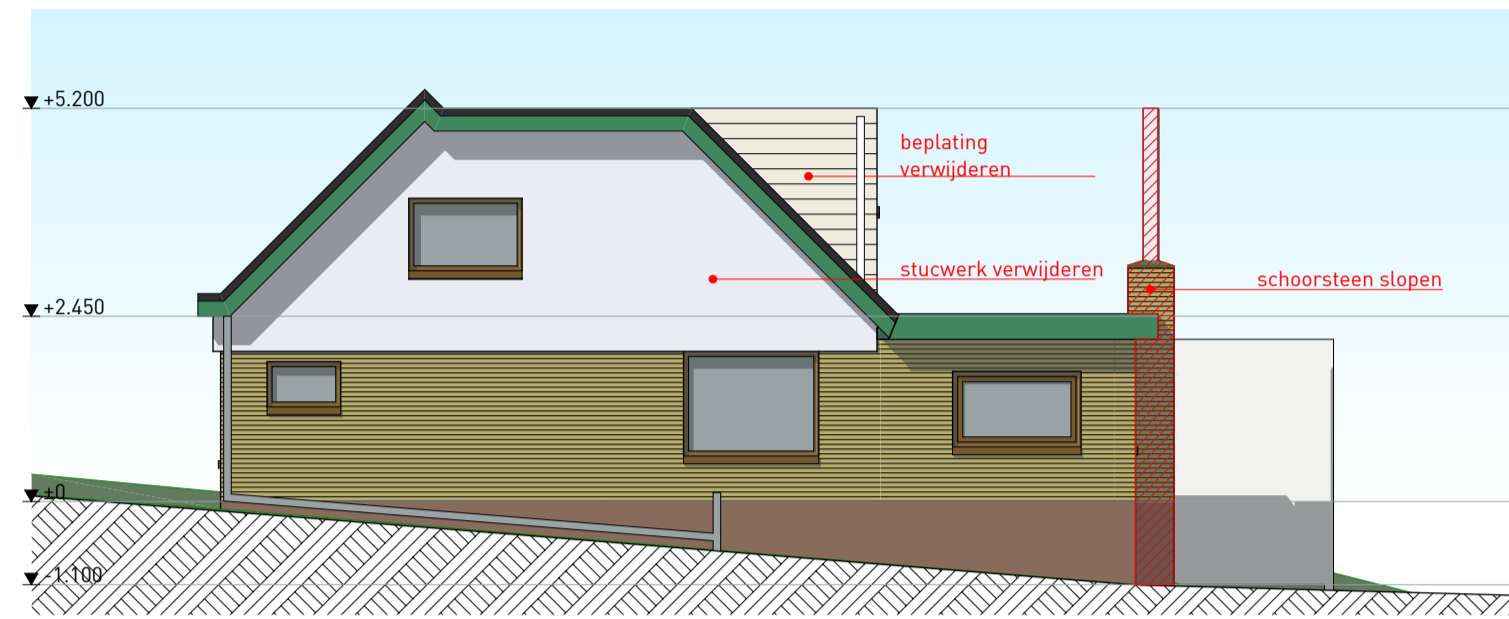 +5.200
beplating
verwijderen
stucwerk verwijderen
schoorsteen slopen
+2.450
±0
-1.100